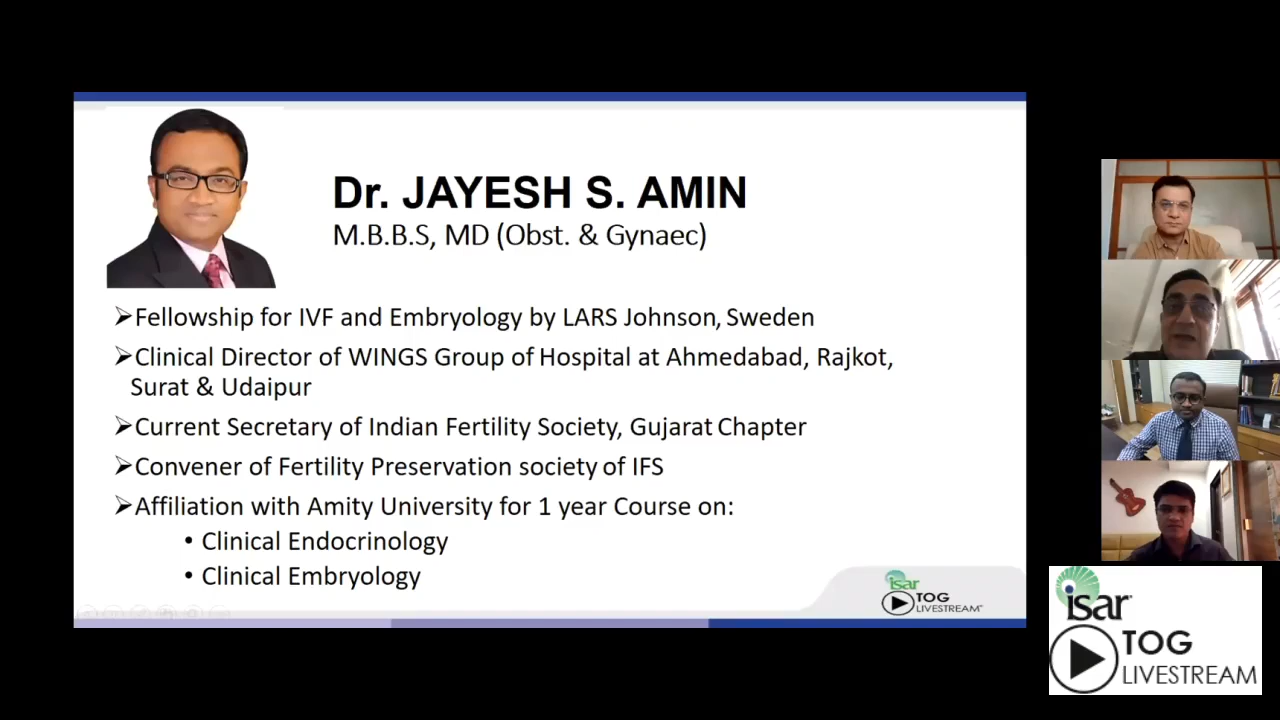 Dr. JAYESH S. AMIN
M.B.B.S, MD (Obst. & Gynaec)
➢Fellowship for IVF and Embryology by LARS Johnson, Sweden
➢Clinical Director of WINGS Group of Hospital at Ahmedabad, Rajkot,
Surat & Udaipur
➢Current Secretary of Indian Fertility Society, Gujarat Chapter
➢Convener of Fertility Preservation society of IFS
➢Affiliation with Amity University for 1 year Course on:
• Clinical Endocrinology
• Clinical Embryology
isar
TOG
LIVESTREAM
isar
TOG
LIVESTREAM